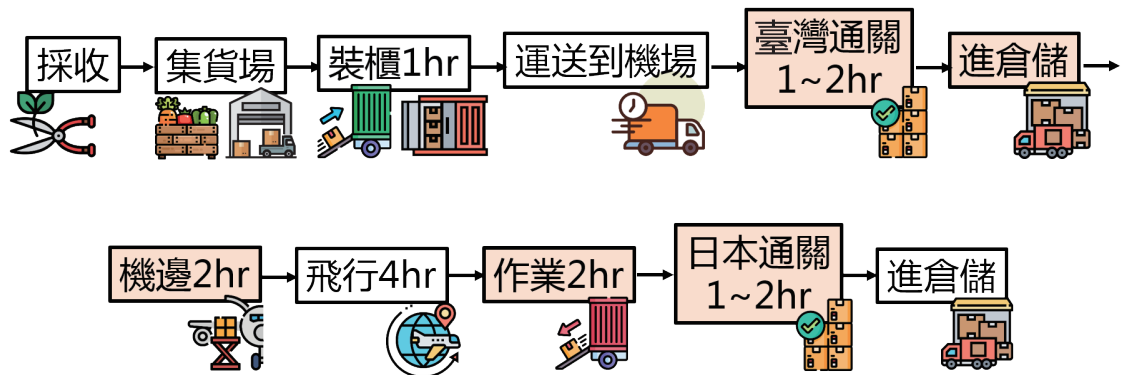 採收
集貨場
裝櫃1hr
運送到機場
臺灣通關
1~2hr
進倉儲
機邊2hr
飛行4hr
作業2hr
日本通關
1~2hr
進倉儲